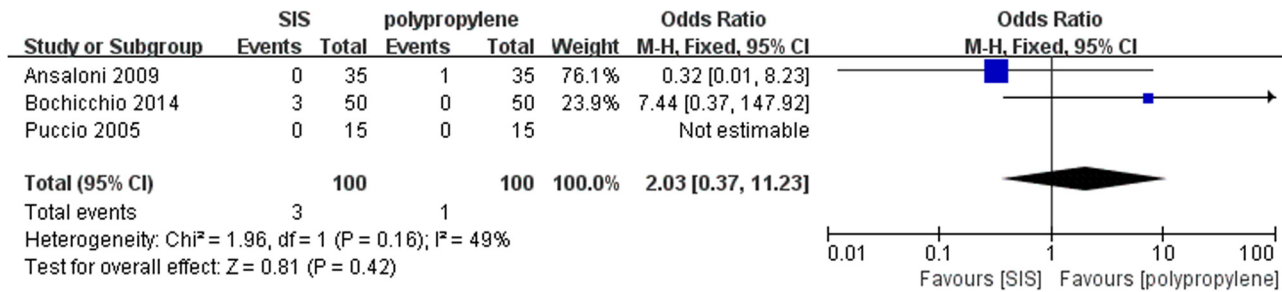 SIS polypropylene Odds Ratio Odds Ratio
Study or Subgroup Events Total Events Total Weight M-H, Fixed, 95% CI M-H, Fixed, 95% CI
Ansaloni 2009 0 35 1 35 76.1% 0.32 [0.01, 8.23]
Bochicchio 2014 3 50 0 50 23.9% 7.44 [0.37, 147.92]
Puccio 2005 0 15 0 15 Not estimable
Total (95% CI) 100 100 100.0% 2.03 [0.37, 11.23]
Total events 3 1
Heterogeneity: Chi² = 1.96, df = 1 (P = 0.16); I² = 49%
Test for overall effect: Z = 0.81 (P = 0.42)
0.01 0.1 1 10 100
Favours [SIS] Favours [polypropylene]